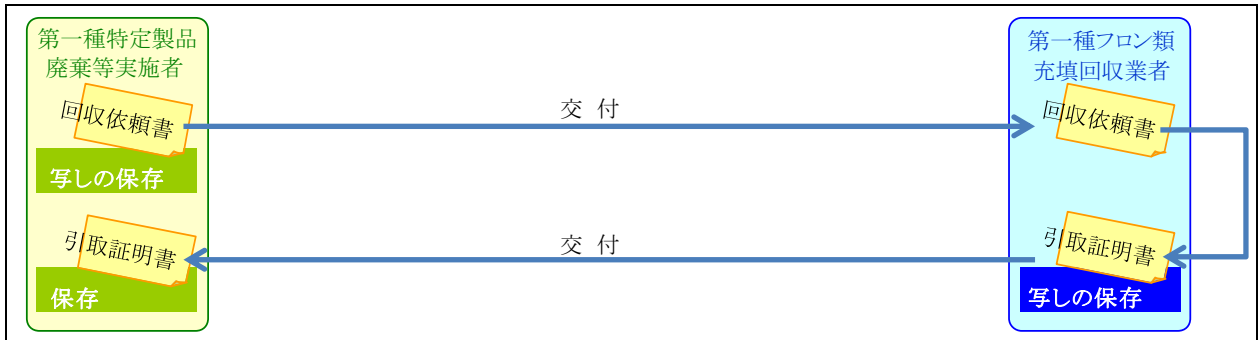 第一種特定製品
廃棄等実施者
回収依頼書
写しの保存
引取証明書
保存
交 付
交 付
第一種フロン類
充填回収業者
回収依頼書
引取証明書
写しの保存